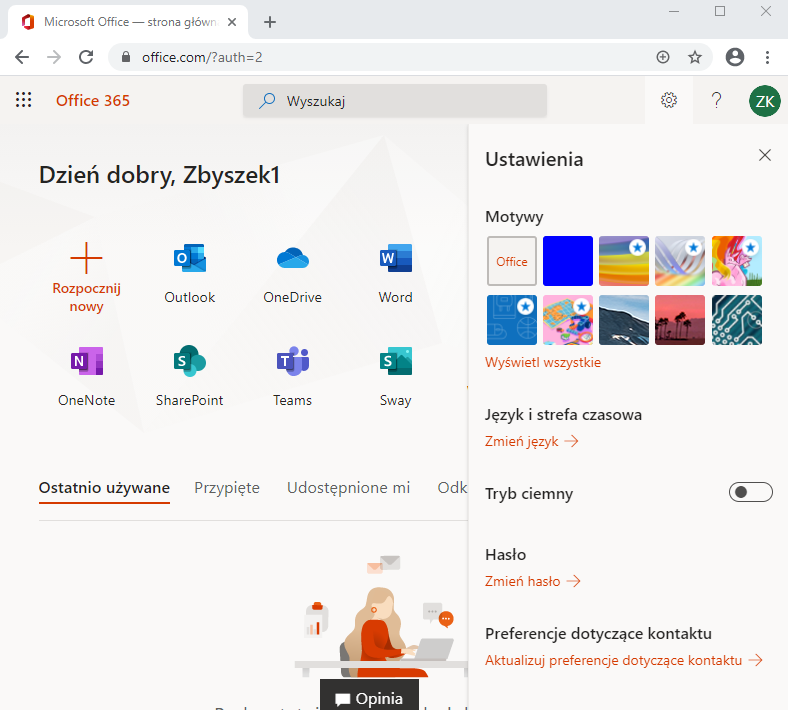 Microsoft Office — strona główn
office.com/?auth=2
Office 365
Wyszukaj
?
ZK
Dzień dobry, Zbyszek1
Rozpocznij
nowy
Outlook
OneDrive
Word
OneNote
SharePoint
Teams
Sway
Ostatnio używane
Przypięte
Udostępnione mi
Odk
Opinia
Ustawienia
Motywy
Office
Wyświetl wszystkie
Język i strefa czasowa
Zmień język →
Tryb ciemny
Hasło
Zmień hasło →
Preferencje dotyczące kontaktu
Aktualizuj preferencje dotyczące kontaktu →